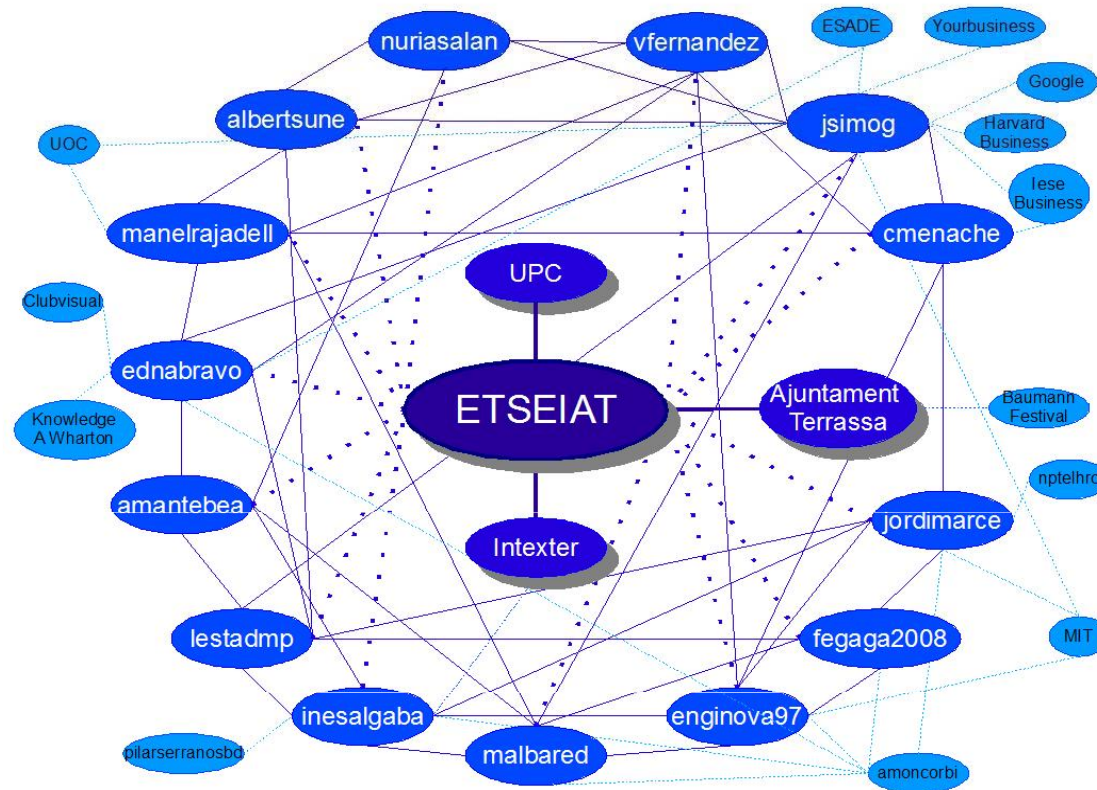 nuriasalan
vfernandez
ESADE
Yourbusiness
Google
albertsune
jsimog
Harvard
Business
UOC
Iese
Business
manelrajadell
cmenache
UPC
Clubvisual
ednabravo
ETSEIAT
Ajuntament
Terrassa
Baumann
Festival
Knowledge
A Wharton
nptelhrd
amantebea
jordimarce
Intexter
lestadmp
fegaga2008
MIT
inesalgaba
enginova97
pilarserranosbd
malbared
amoncorbi